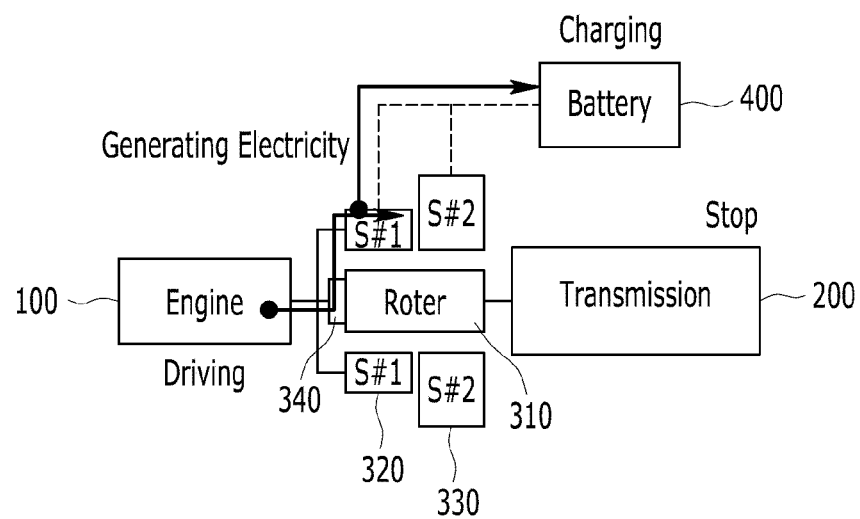 Charging
Battery
400
Generating Electricity
S#1
S#2
Stop
100
Engine
Roter
Transmission
200
Driving
340
S#1
S#2
310
320
330